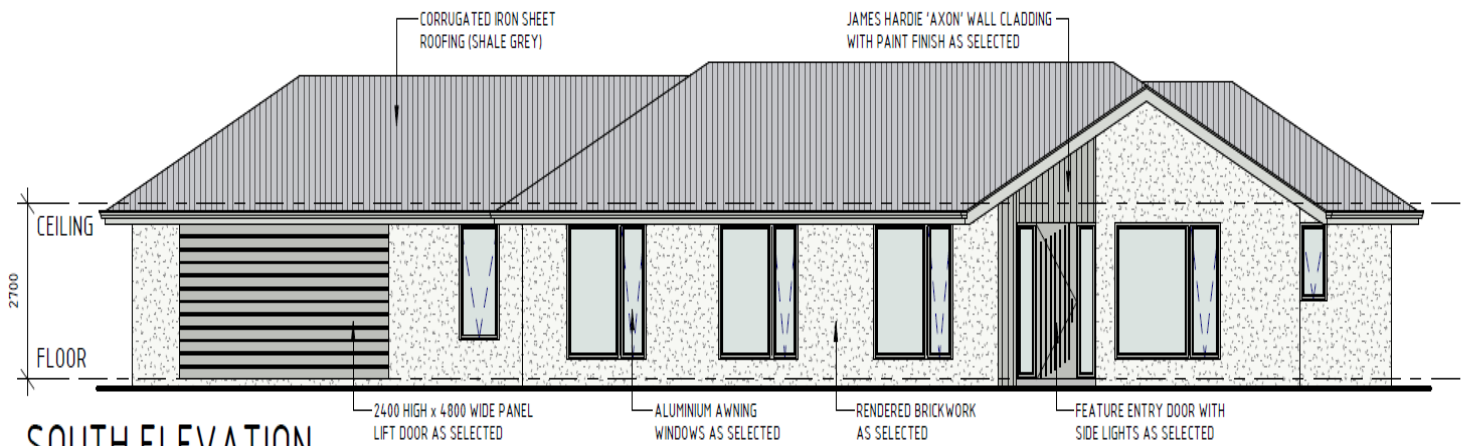 CORRUGATED IRON SHEET
ROOFING (SHALE GREY)
JAMES HARDIE 'AXON' WALL CLADDING
WITH PAINT FINISH AS SELECTED
CEILING
2700
FLOOR
2400 HIGH x 4800 WIDE PANEL
LIFT DOOR AS SELECTED
ALUMINIUM AWNING
WINDOWS AS SELECTED
RENDERED BRICKWORK
AS SELECTED
FEATURE ENTRY DOOR WITH
SIDE LIGHTS AS SELECTED
SOUTH ELEVATION